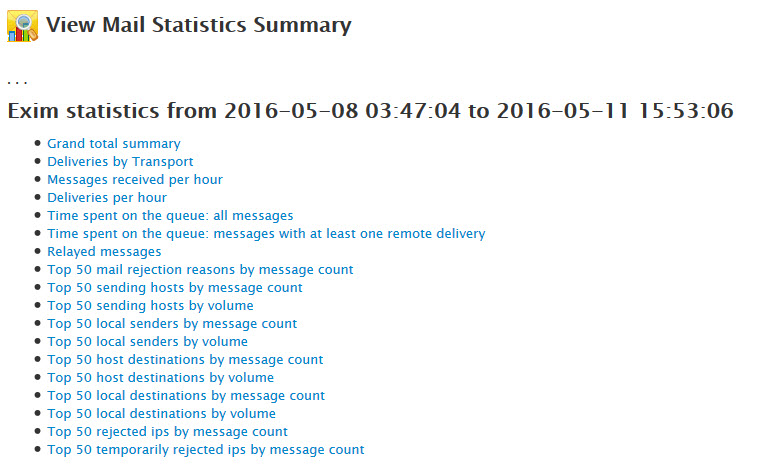 View Mail Statistics Summary
. . .
Exim statistics from 2016-05-08 03:47:04 to 2016-05-11 15:53:06
• Grand total summary
• Deliveries by Transport
• Messages received per hour
• Deliveries per hour
• Time spent on the queue: all messages
• Time spent on the queue: messages with at least one remote delivery
• Relayed messages
• Top 50 mail rejection reasons by message count
• Top 50 sending hosts by message count
• Top 50 sending hosts by volume
• Top 50 local senders by message count
• Top 50 local senders by volume
• Top 50 host destinations by message count
• Top 50 host destinations by volume
• Top 50 local destinations by message count
• Top 50 local destinations by volume
• Top 50 rejected ips by message count
• Top 50 temporarily rejected ips by message count